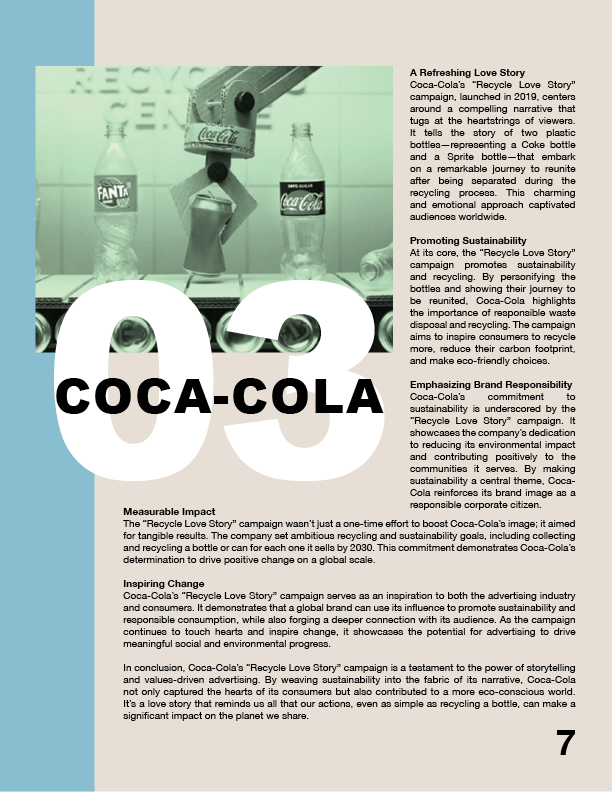 RECYC
CENTRE
FANTA
Coca-Cola
ZERO SUGAR
Coca-Cola
03
COCA-COLA
A Refreshing Love Story
Coca-Cola’s “Recycle Love Story”
campaign, launched in 2019, centers
around a compelling narrative that
tugs at the heartstrings of viewers.
It tells the story of two plastic
bottles—representing a Coke bottle
and a Sprite bottle—that embark
on a remarkable journey to reunite
after being separated during the
recycling process. This charming
and emotional approach captivated
audiences worldwide.
Promoting Sustainability
At its core, the “Recycle Love Story”
campaign promotes sustainability
and recycling. By personifying the
bottles and showing their journey to
be reunited, Coca-Cola highlights
the importance of responsible waste
disposal and recycling. The campaign
aims to inspire consumers to recycle
more, reduce their carbon footprint,
and make eco-friendly choices.
Emphasizing Brand Responsibility
Coca-Cola’s commitment to
sustainability is underscored by the
“Recycle Love Story” campaign. It
showcases the company’s dedication
to reducing its environmental impact
and contributing positively to the
communities it serves. By making
sustainability a central theme, Coca-
Cola reinforces its brand image as a
responsible corporate citizen.
Measurable Impact
The “Recycle Love Story” campaign wasn’t just a one-time effort to boost Coca-Cola’s image; it aimed
for tangible results. The company set ambitious recycling and sustainability goals, including collecting
and recycling a bottle or can for each one it sells by 2030. This commitment demonstrates Coca-Cola’s
determination to drive positive change on a global scale.
Inspiring Change
Coca-Cola’s “Recycle Love Story” campaign serves as an inspiration to both the advertising industry
and consumers. It demonstrates that a global brand can use its influence to promote sustainability and
responsible consumption, while also forging a deeper connection with its audience. As the campaign
continues to touch hearts and inspire change, it showcases the potential for advertising to drive
meaningful social and environmental progress.
In conclusion, Coca-Cola’s “Recycle Love Story” campaign is a testament to the power of storytelling
and values-driven advertising. By weaving sustainability into the fabric of its narrative, Coca-Cola
not only captured the hearts of its consumers but also contributed to a more eco-conscious world.
It’s a love story that reminds us all that our actions, even as simple as recycling a bottle, can make a
significant impact on the planet we share.
7